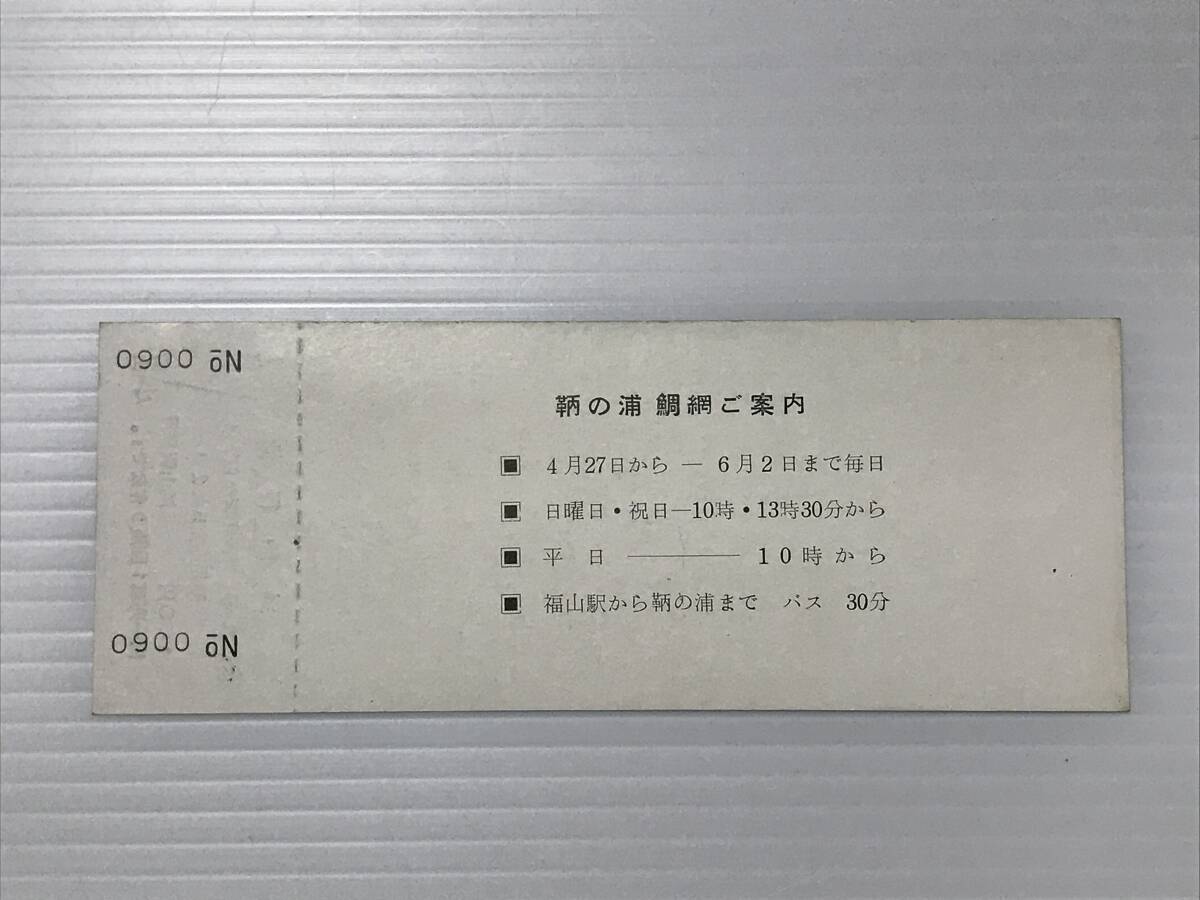 No 0060
鞆の浦 鯛網ご案内
▣ 4月27日から ― 6月2日まで毎日
▣ 日曜日・祝日―10時・13時30分から
▣ 平日 ――― 10時から
▣ 福山駅から鞆の浦まで バス 30分
No 0060